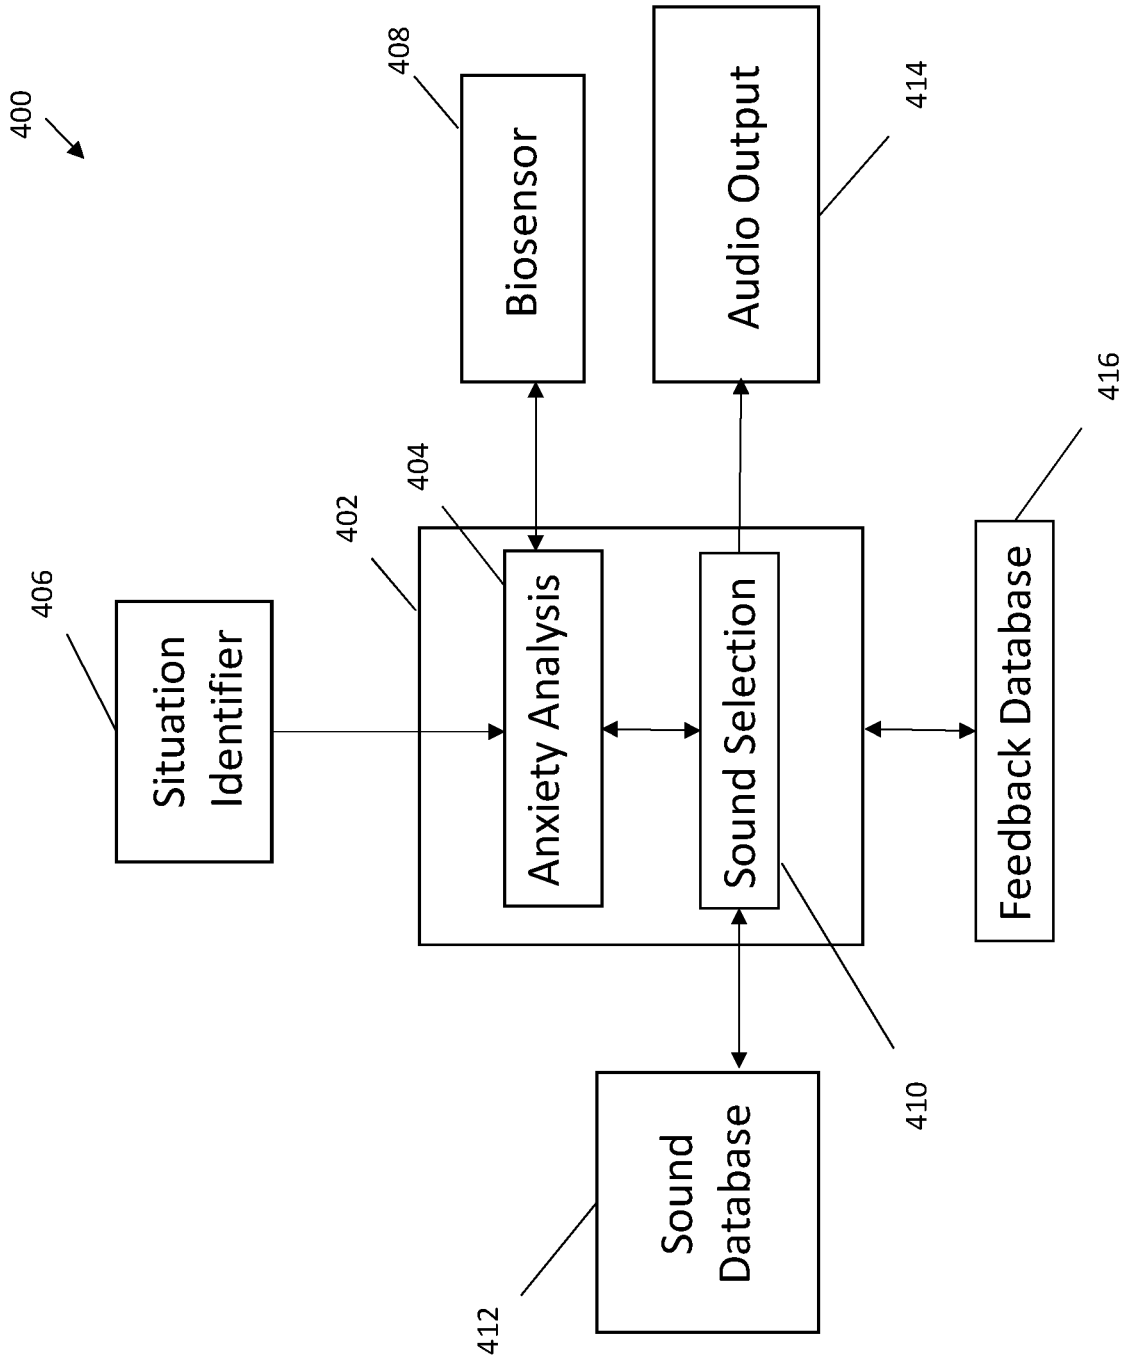 400
406
Situation
Identifier
402
408
404
412
Biosensor
Anxiety Analysis
Sound
Database
Sound Selection
Audio Output
410
414
Feedback Database
416